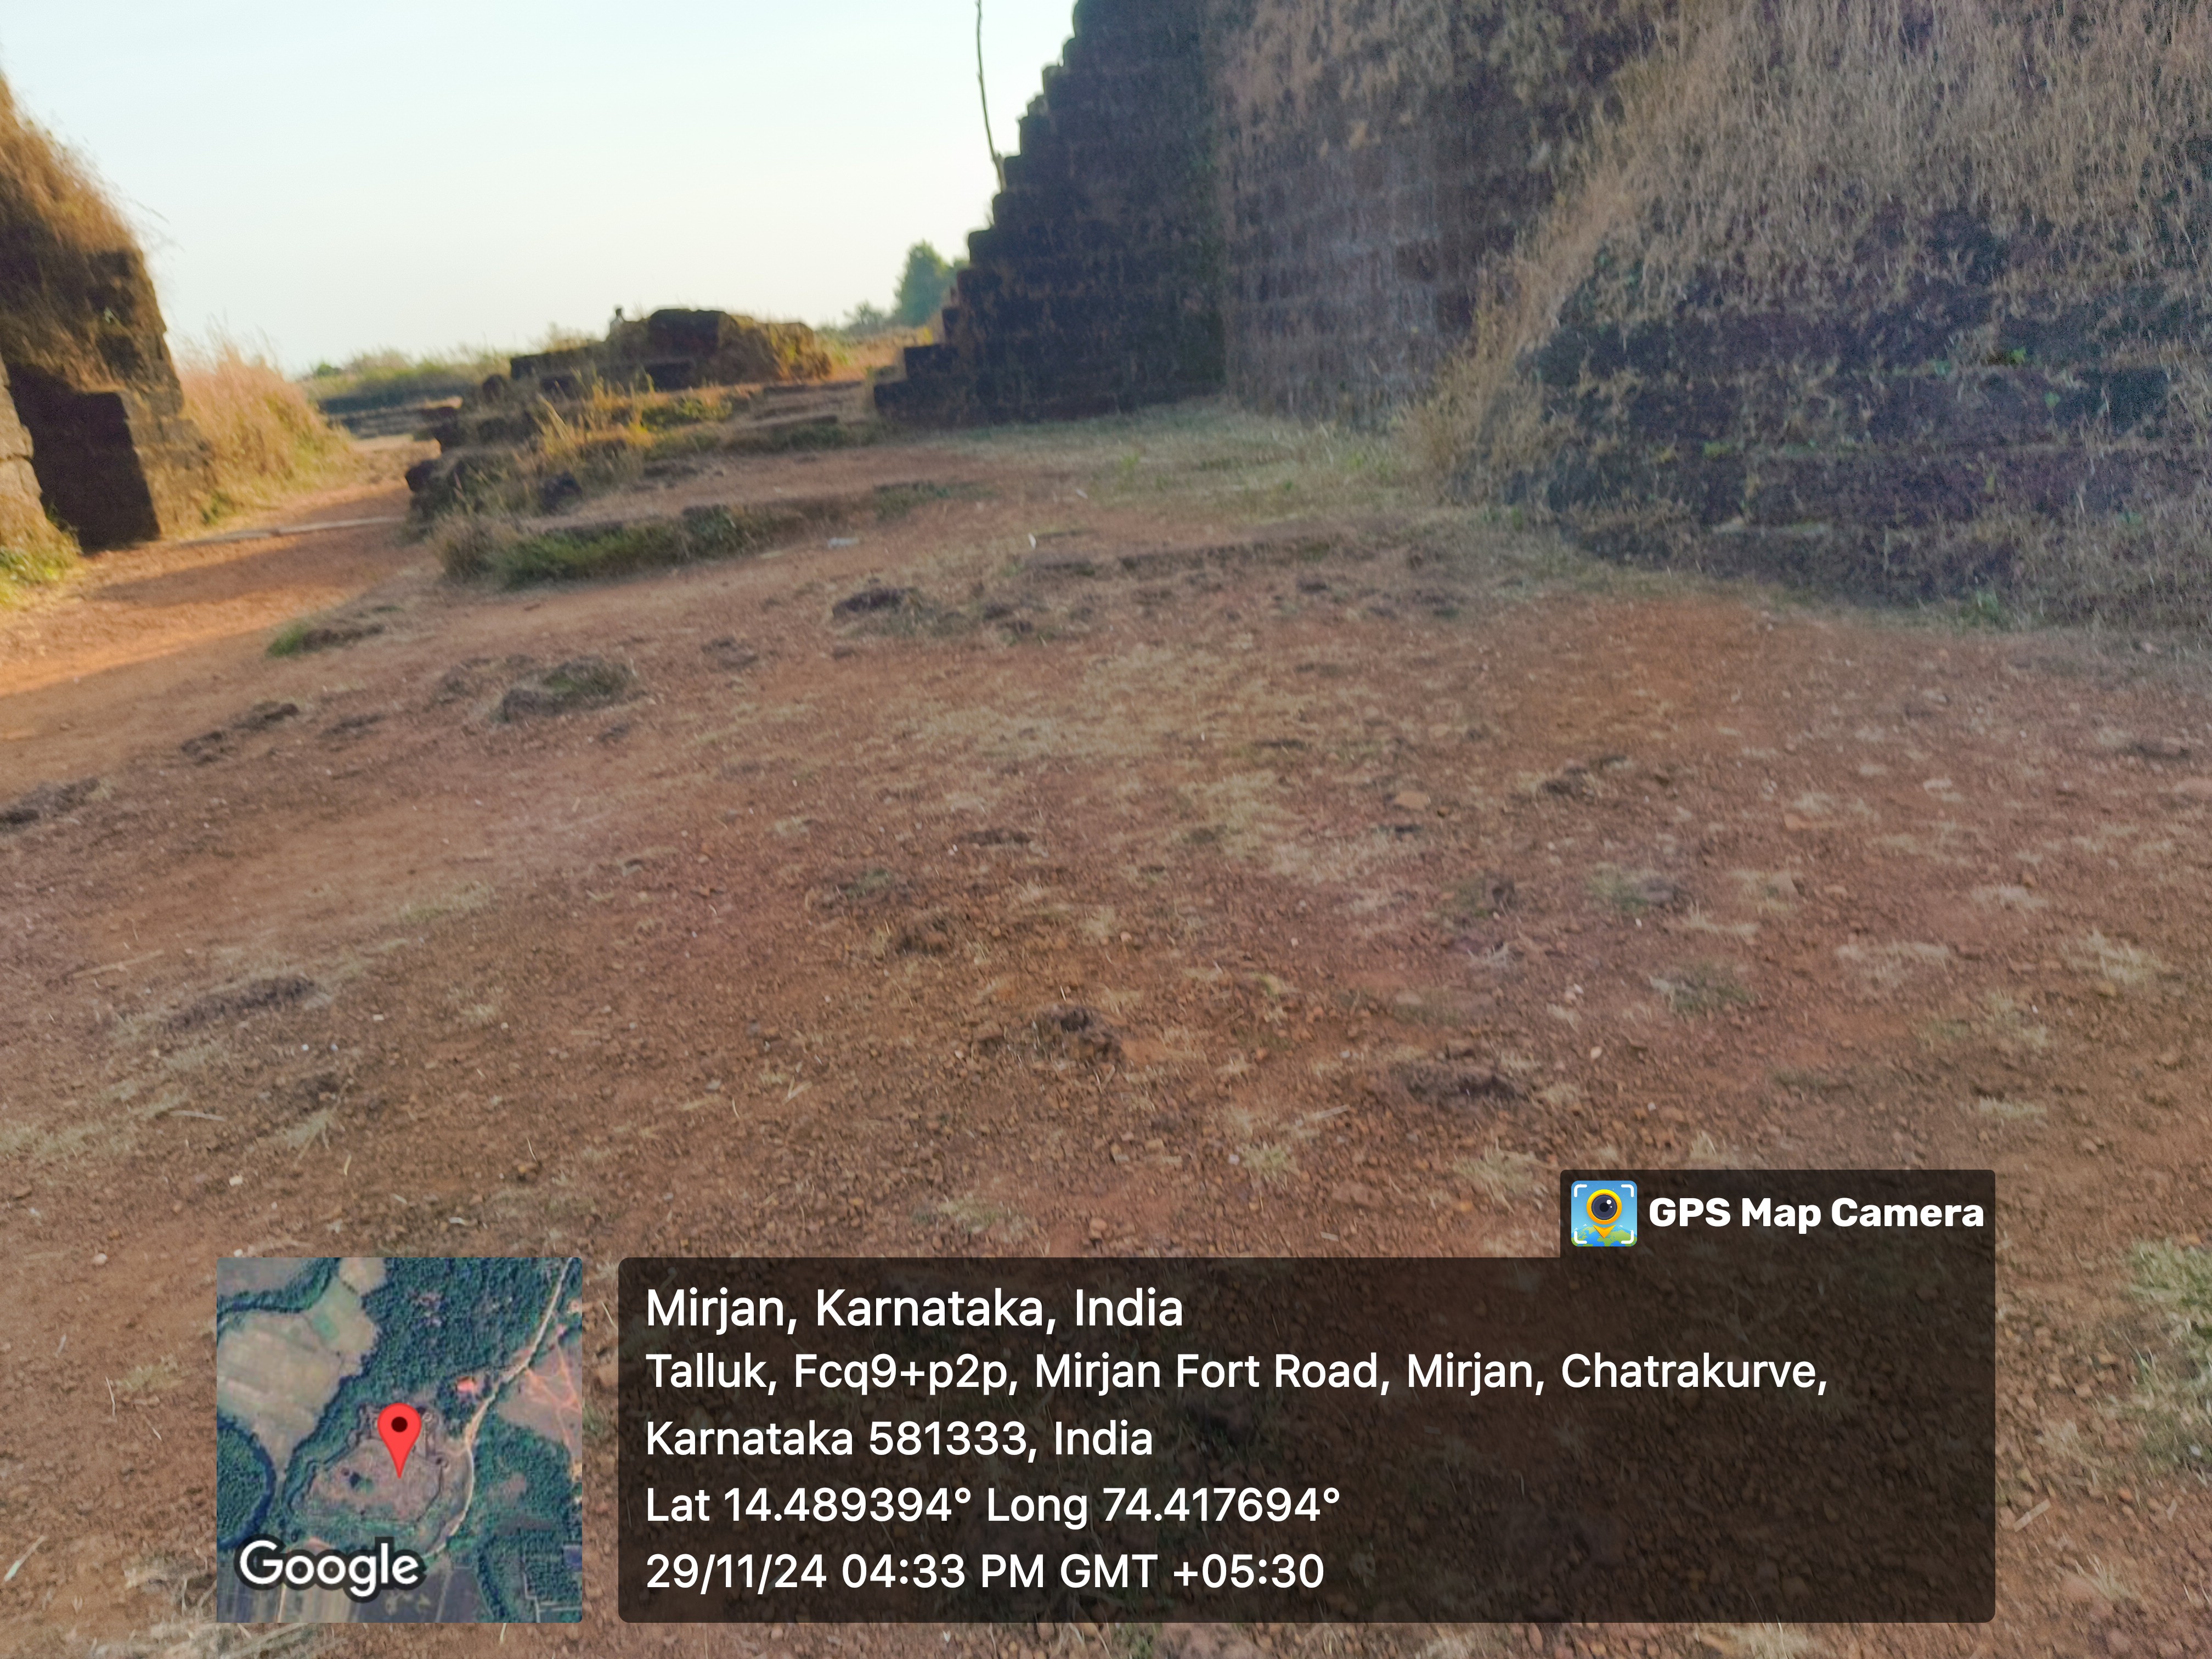 GPS Map Camera
Mirjan, Karnataka, India
Talluk, Fcq9+p2p, Mirjan Fort Road, Mirjan, Chatrakurve,
Karnataka 581333, India
Lat 14.489394° Long 74.417694°
29/11/24 04:33 PM GMT +05:30
Google